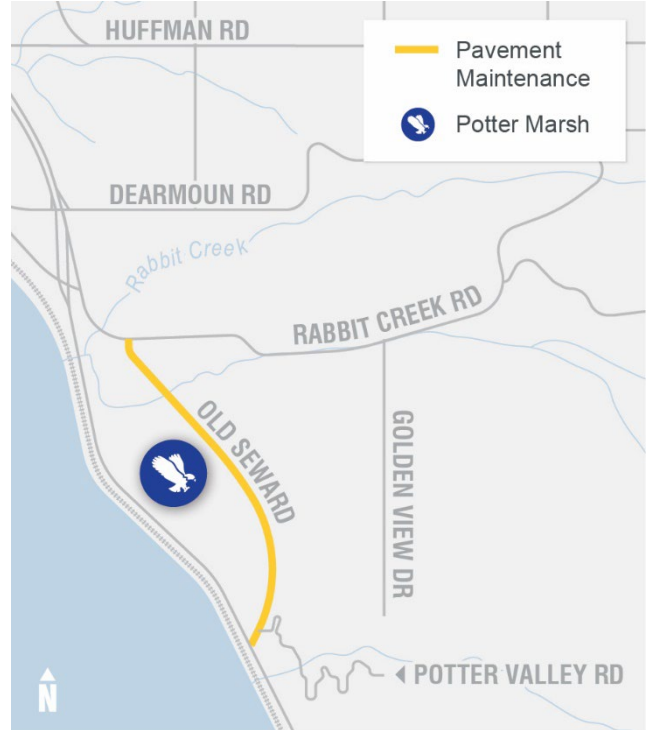 HUFFMAN RD
Pavement
Maintenance
Potter Marsh
DEARMOUN RD
Rabbit Creek
RABBIT CREEK RD
OLD SEWARD
GOLDEN VIEW DR
POTTER VALLEY RD
N